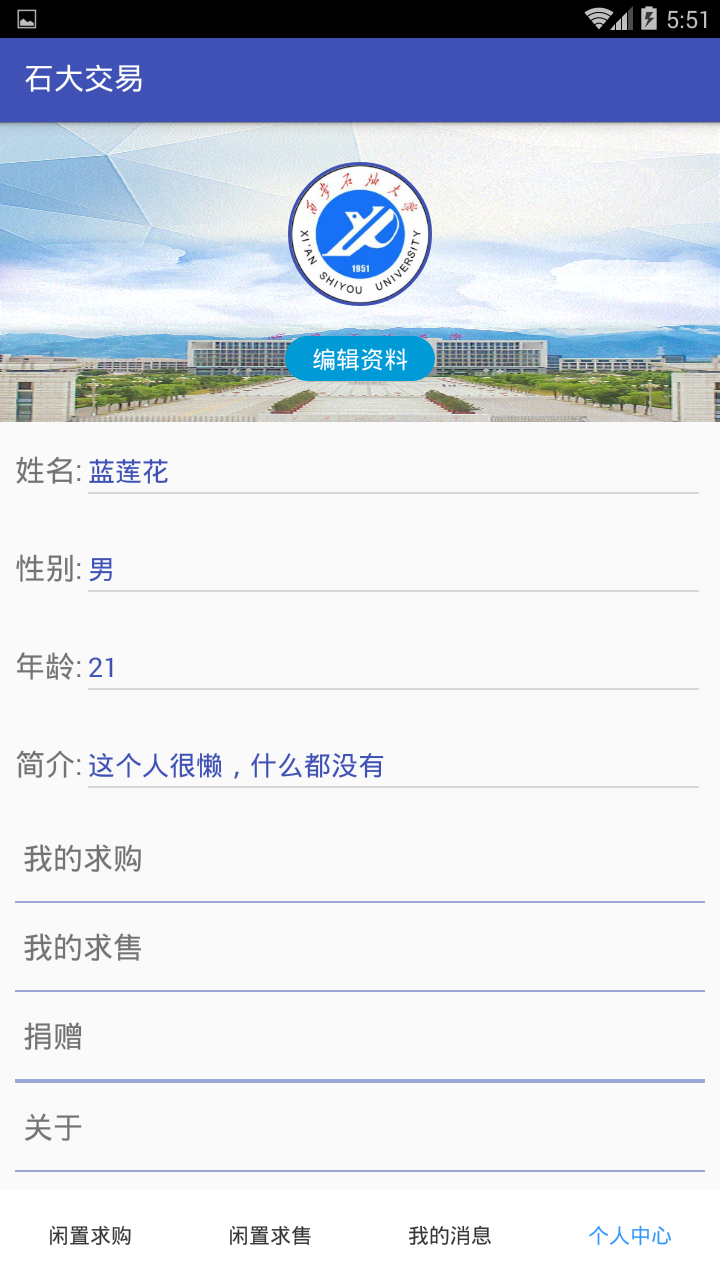 5:51
石大交易
西安石油大学
XI'AN SHIYOU UNIVERSITY
1951
编辑资料
姓名: 蓝莲花
性别: 男
年龄: 21
简介: 这个人很懒，什么都没有
我的求购
我的求售
捐赠
关于
闲置求购 闲置求售 我的消息 个人中心